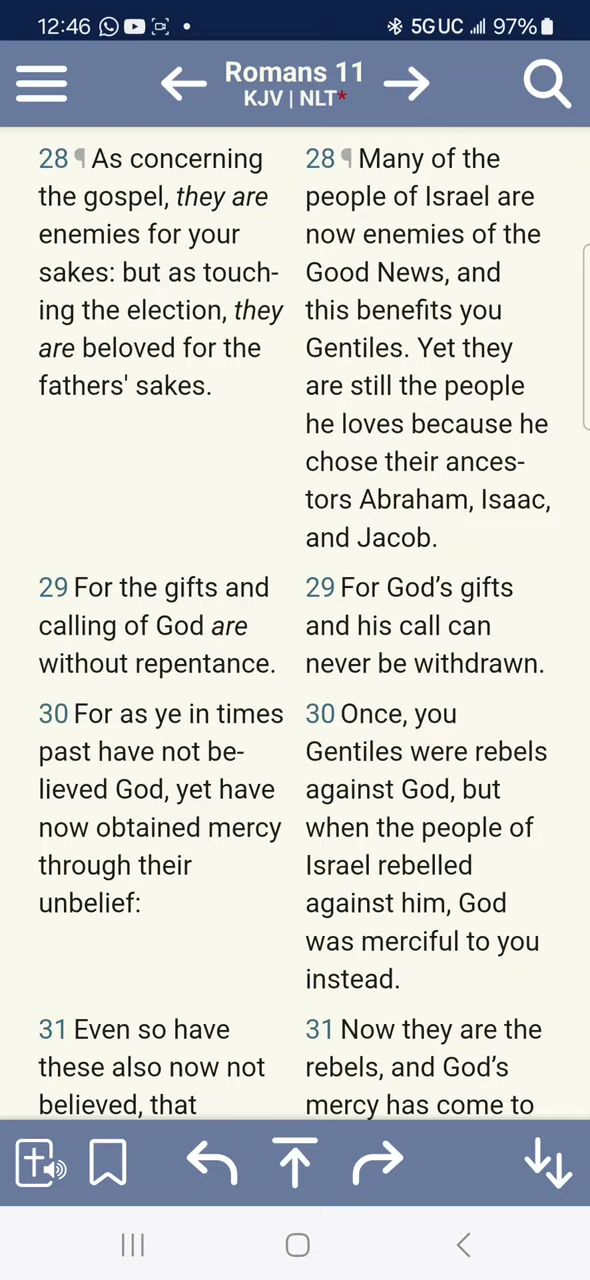 12:46
5G UC 97%
Romans 11
KJV | NLT*
28 ¶ As concerning
the gospel, they are
enemies for your
sakes: but as touch-
ing the election, they
are beloved for the
fathers' sakes.
28 ¶ Many of the
people of Israel are
now enemies of the
Good News, and
this benefits you
Gentiles. Yet they
are still the people
he loves because he
chose their ances-
tors Abraham, Isaac,
and Jacob.
29 For the gifts and
calling of God are
without repentance.
29 For God’s gifts
and his call can
never be withdrawn.
30 For as ye in times
past have not be-
lieved God, yet have
now obtained mercy
through their
unbelief:
30 Once, you
Gentiles were rebels
against God, but
when the people of
Israel rebelled
against him, God
was merciful to you
instead.
31 Even so have
these also now not
believed, that
31 Now they are the
rebels, and God’s
mercy has come to